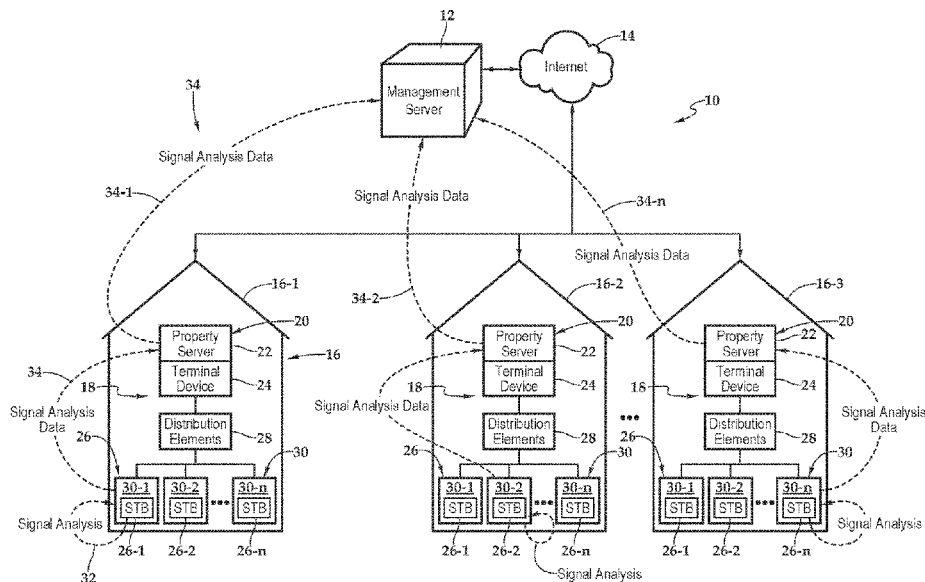 12
14
Internet
Management
Server
10
34
Signal Analysis Data
Signal Analysis Data
34-1
34-n
Signal Analysis Data
34-2
16-1
16-2
16-3
Property
Server
20
22
16
Terminal
Device
24
18
34
Signal Analysis
Data
Distribution
Elements
28
26
30
30-1
30-2
30-n
STB
STB
STB
•••
Signal Analysis
32
26-1
26-2
26-n
Property
Server
20
22
Terminal
Device
24
18
Signal Analysis Data
Distribution
Elements
28
26
30
30-1
30-2
30-n
STB
STB
STB
•••
26-1
26-2
26-n
Signal Analysis
•••
Property
Server
20
22
Terminal
Device
24
18
Signal Analysis
Data
Distribution
Elements
28
26
30
30-1
30-2
30-n
STB
STB
STB
•••
Signal Analysis
26-1
26-2
26-n